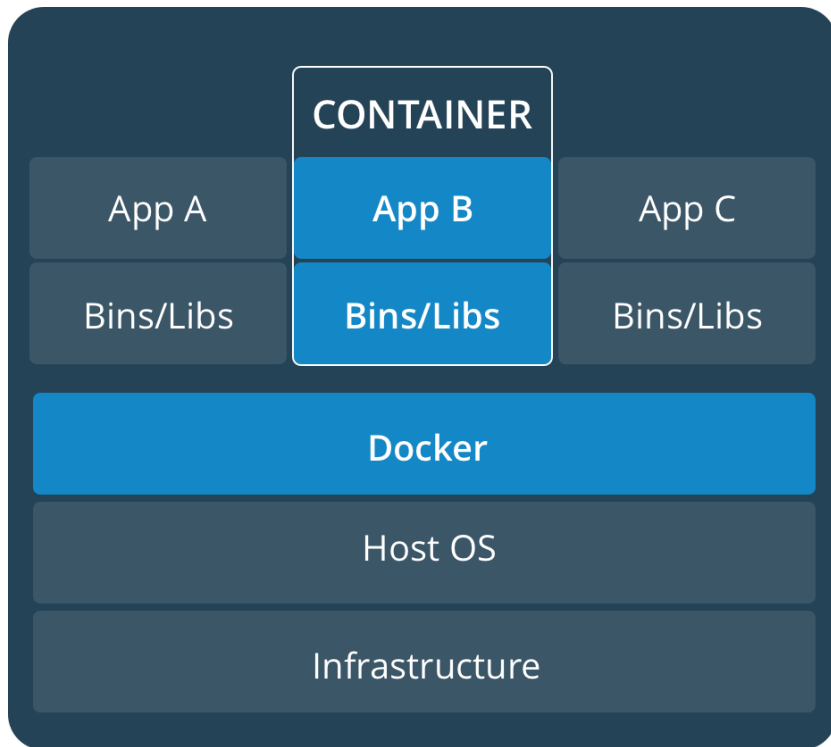 CONTAINER
App A
App B
App C
Bins/Libs
Bins/Libs
Bins/Libs
Docker
Host OS
Infrastructure